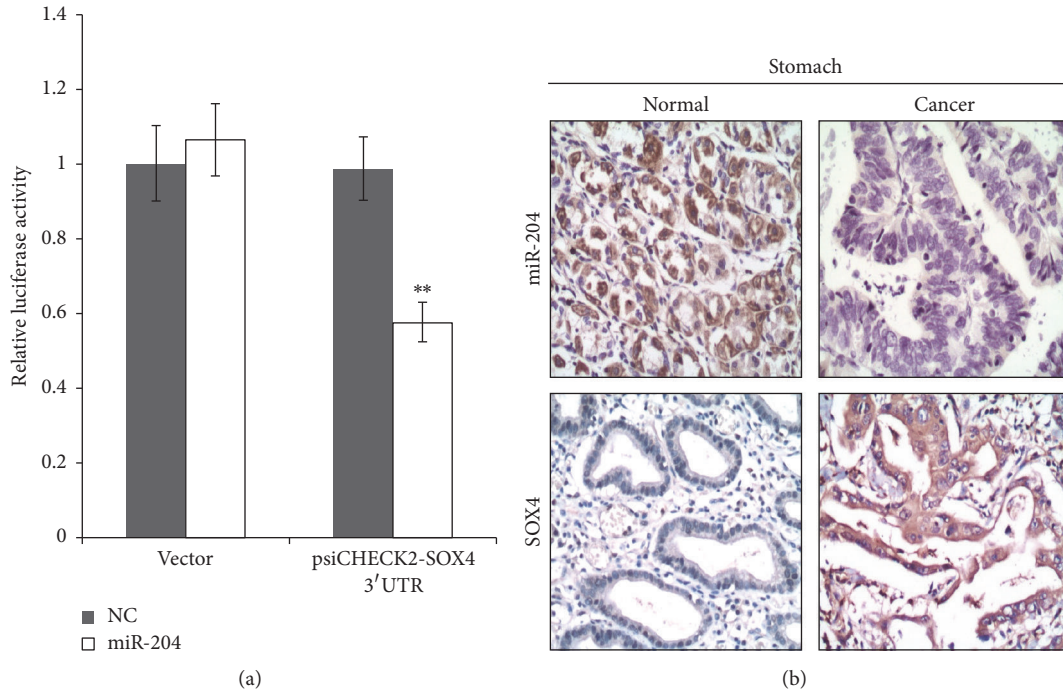 1.4
1.2
1
0.8
0.6
0.4
0.2
0
Relative luciferase activity
**
Vector
psiCHECK2-SOX4
3′UTR
NC
miR-204
(a)
Stomach
Normal
Cancer
miR-204
SOX4
(b)